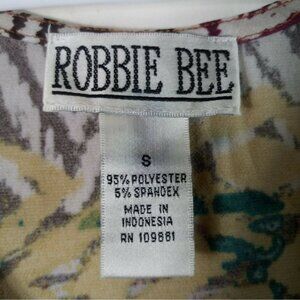 ROBBIE BEE
S
95% POLYESTER
5% SPANDEX
MADE IN
INDONESIA
RN 109881